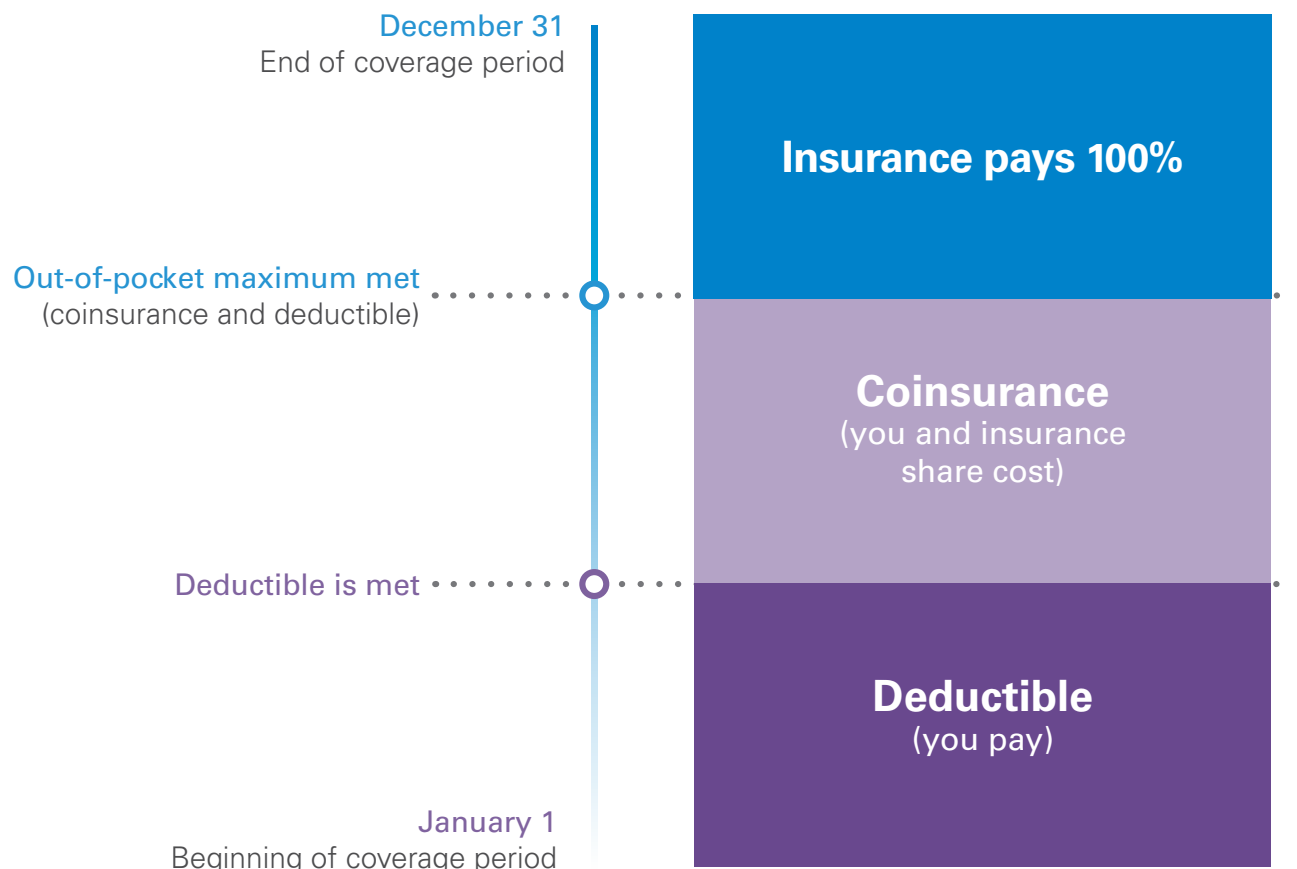 December 31
End of coverage period
Insurance pays 100%
Out-of-pocket maximum met
(coinsurance and deductible)
Coinsurance
(you and insurance
share cost)
Deductible is met
Deductible
(you pay)
January 1
Beginning of coverage period